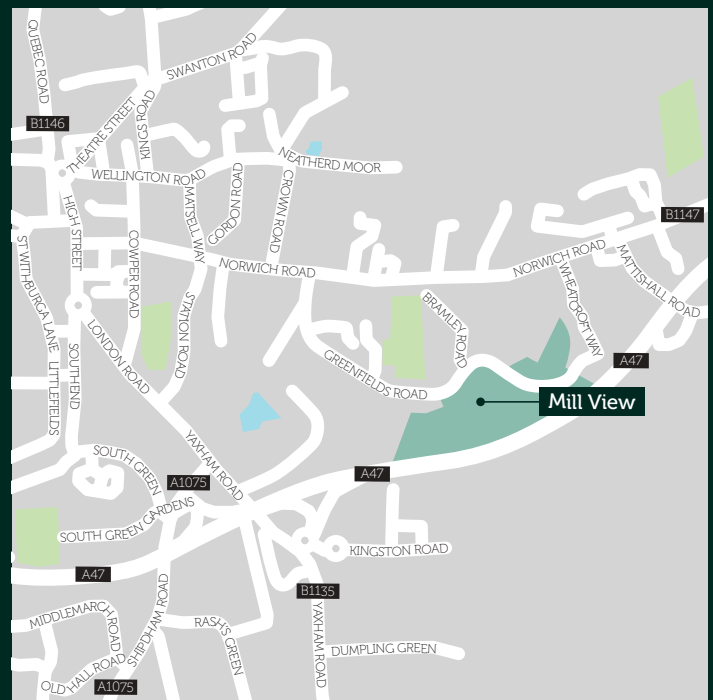 QUEBEC ROAD
SWANTON ROAD
B1146
THEATRE STREET
KINGS ROAD
NEATHERD MOOR
WELLINGTON ROAD
HIGH STREET
MATSELL WAY
GORDON ROAD
CROWN ROAD
B1147
ST WITHBURGA LANE
COWPER ROAD
NORWICH ROAD
NORWICH ROAD
MATTISHALL ROAD
WHEATCROFT WAY
BRAMLEY ROAD
STATION ROAD
LONDON ROAD
SOUTHEND
LITTLEFIELDS
GREENFIELDS ROAD
A47
Mill View
YAXHAM ROAD
SOUTH GREEN
A1075
A47
SOUTH GREEN GARDENS
KINGSTON ROAD
A47
B1135
MIDDLEMARCH ROAD
SHIPDHAM ROAD
RASH'S GREEN
YAXHAM ROAD
DUMPLING GREEN
OLD HALL ROAD
A1075